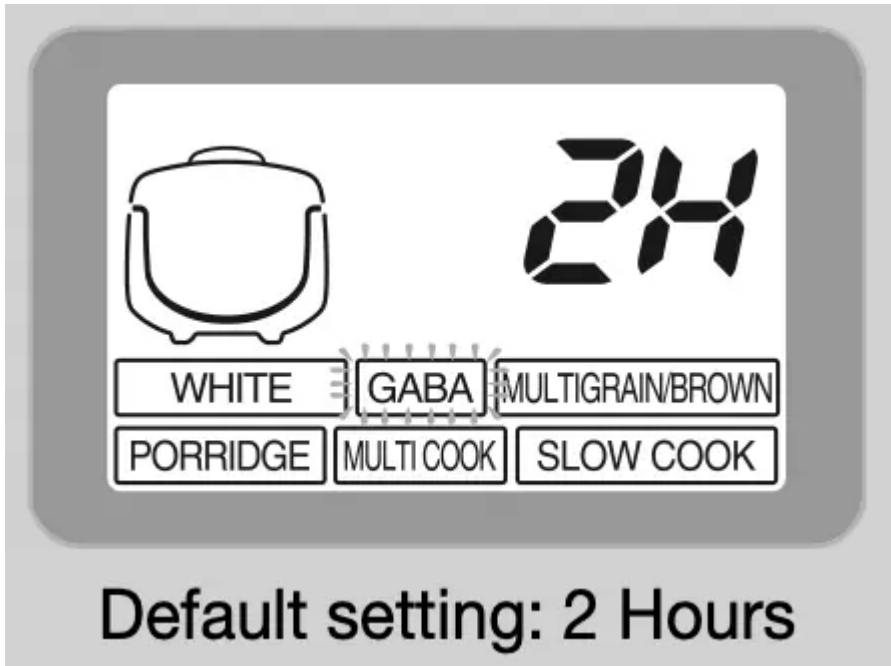 2H
WHITE GABA MULTIGRAIN/BROWN
PORRIDGE MULTI COOK SLOW COOK
Default setting: 2 Hours